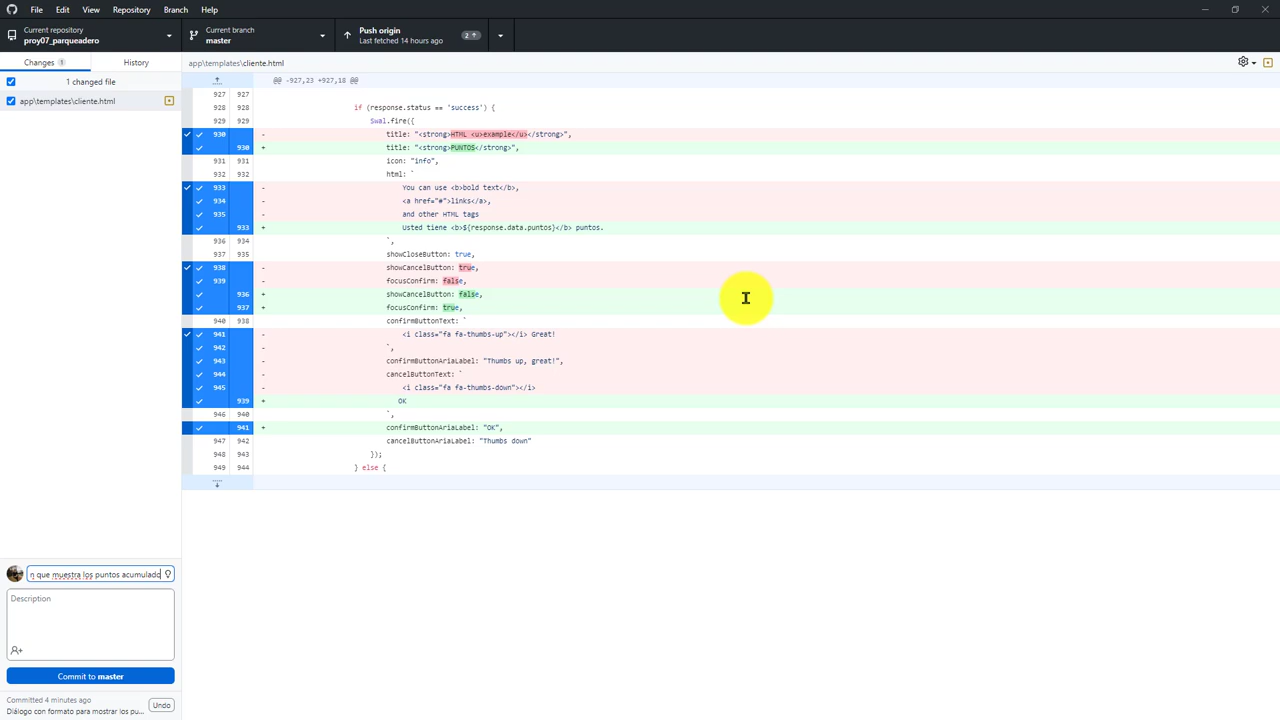 File Edit View Repository Branch Help
Current repository
proy07_parqueadero
Current branch
master
Push origin
Last fetched 14 hours ago
2
Changes 1
History
app\templates\cliente.html
1 changed file
app\templates\cliente.html
@@ -927,23 +927,18 @@
927 927
928 928 if (response.status == 'success') {
929 929 Swal.fire({
930 - title: "<strong>HTML <u>example</u></strong>",
930 + title: "<strong>PUNTOS</strong>",
931 931 icon: "info",
932 932 html: `
933 - You can use <b>bold text</b>,
934 - <a href="#">links</a>,
935 - and other HTML tags
933 + Usted tiene <b>${response.data.puntos}</b> puntos.
936 934 `,
937 935 showCloseButton: true,
938 - showCancelButton: true,
939 - focusConfirm: false,
936 + showCancelButton: false,
937 + focusConfirm: true,
940 938 confirmButtonText: `
941 - <i class="fa fa-thumbs-up"></i> Great!
942 - `,
943 - confirmButtonAriaLabel: "Thumbs up, great!",
944 - cancelButtonText: `
945 - <i class="fa fa-thumbs-down"></i>
939 + OK
946 940 `,
941 + confirmButtonAriaLabel: "OK",
947 942 cancelButtonAriaLabel: "Thumbs down"
948 943 });
949 944 } else {
n que muestra los puntos acumulado
Description
Commit to master
Committed 4 minutes ago
Diálogo con formato para mostrar los pu...
Undo